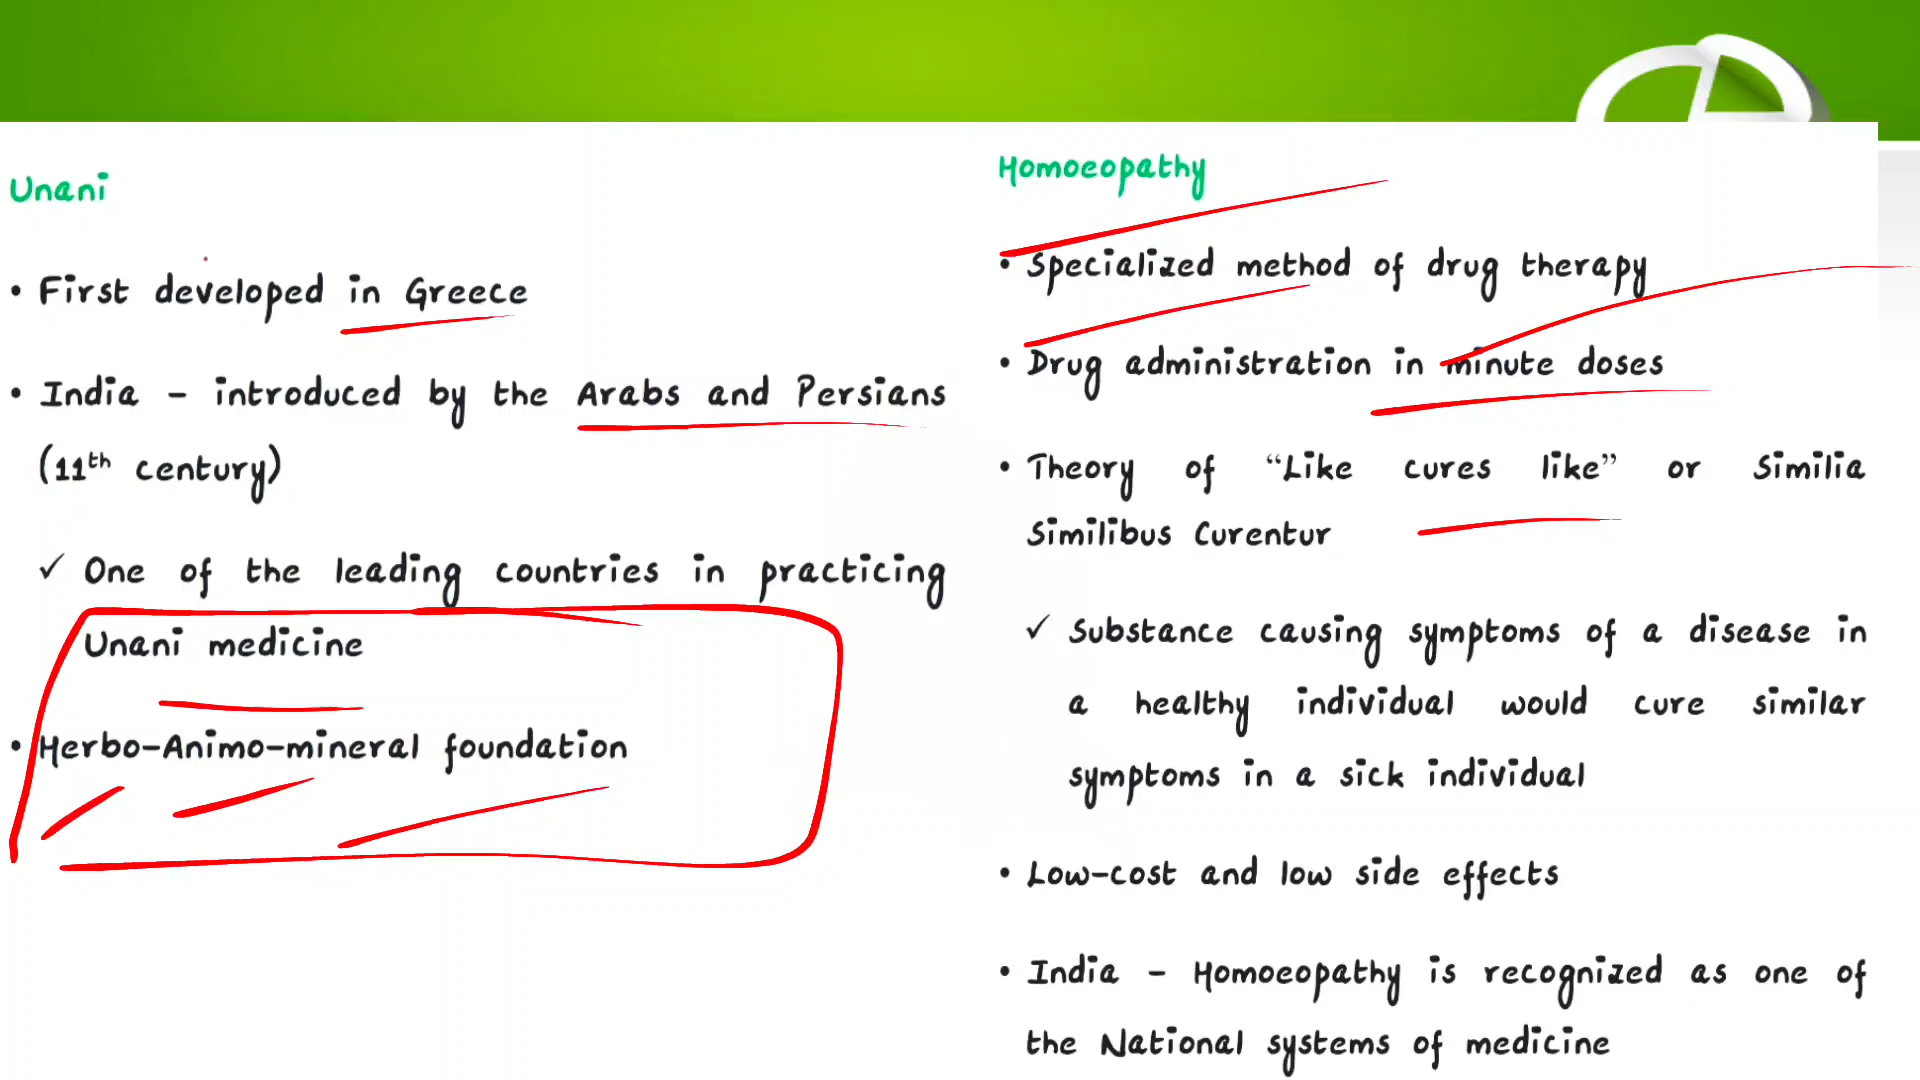 Unani
• First developed in Greece
• India - introduced by the Arabs and Persians
(11th century)
✓ One of the leading countries in practicing
Unani medicine
• Herbo-Animo-mineral foundation
Homoeopathy
• Specialized method of drug therapy
• Drug administration in minute doses
• Theory of “Like cures like” or Similia
Similibus Curentur
✓ Substance causing symptoms of a disease in
a healthy individual would cure similar
symptoms in a sick individual
• Low-cost and low side effects
• India - Homoeopathy is recognized as one of
the National systems of medicine